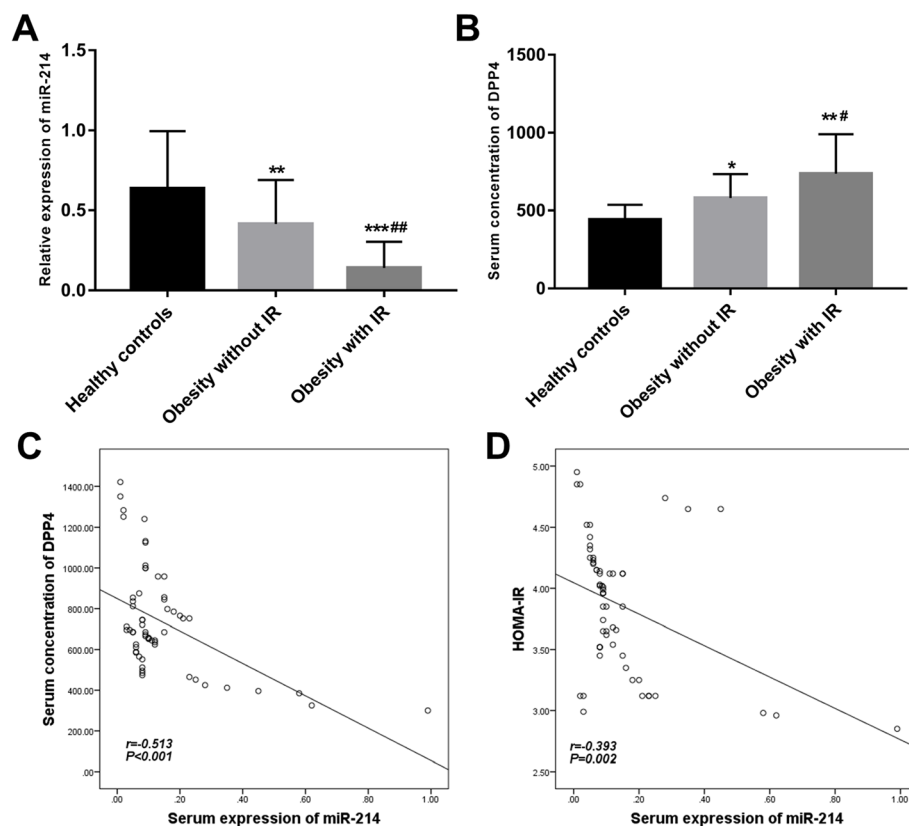 A
Relative expression of miR-214
1.5
1.0
0.5
0.0
**
***##
Healthy controls
Obesity without IR
Obesity with IR
B
Serum concentration of DPP4
1500
1000
500
0
*
**#
Healthy controls
Obesity without IR
Obesity with IR
C
Serum concentration of DPP4
1400.00
1200.00
1000.00
800.00
600.00
400.00
200.00
.00
r=-0.513
P<0.001
.00 .20 .40 .60 .80 1.00
Serum expression of miR-214
D
HOMA-IR
5.00
4.50
4.00
3.50
3.00
2.50
r=-0.393
P=0.002
.00 .20 .40 .60 .80 1.00
Serum expression of miR-214